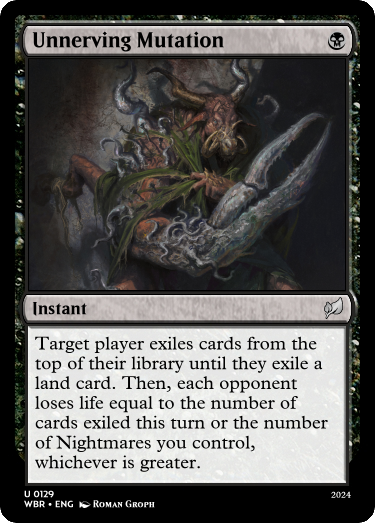 Unnerving Mutation
Instant
Target player exiles cards from the
top of their library until they exile a
land card. Then, each opponent
loses life equal to the number of
cards exiled this turn or the number
of Nightmares you control,
whichever is greater.
U 0129
2024
WBR • ENG Roman Groph